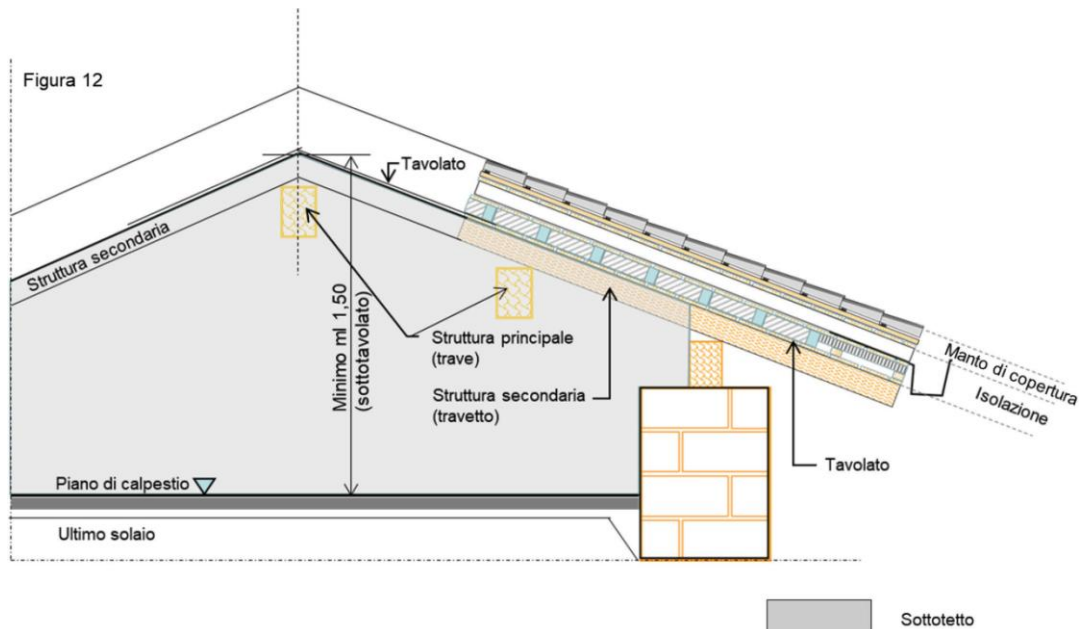 Figura 12
Tavolato
Struttura secondaria
Minimo ml 1,50
(sottotavolato)
Struttura principale
(trave)
Struttura secondaria
(travetto)
Manto di copertura
Isolazione
Tavolato
Piano di calpestio
Ultimo solaio
Sottotetto